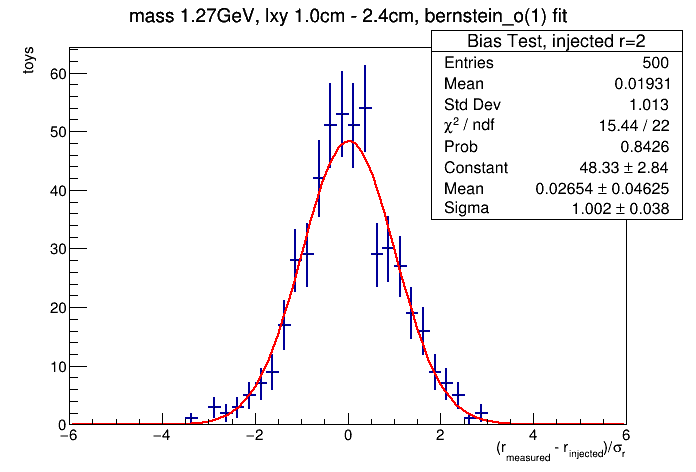 mass 1.27GeV, lxy 1.0cm - 2.4cm, bernstein_o(1) fit
Bias Test, injected r=2
Entries 500
Mean 0.01931
Std Dev 1.013
χ² / ndf 15.44 / 22
Prob 0.8426
Constant 48.33 ± 2.84
Mean 0.02654 ± 0.04625
Sigma 1.002 ± 0.038
toys
60
50
40
30
20
10
0
−6 −4 −2 0 2 4 6
(r_measured - r_injected)/σ_r